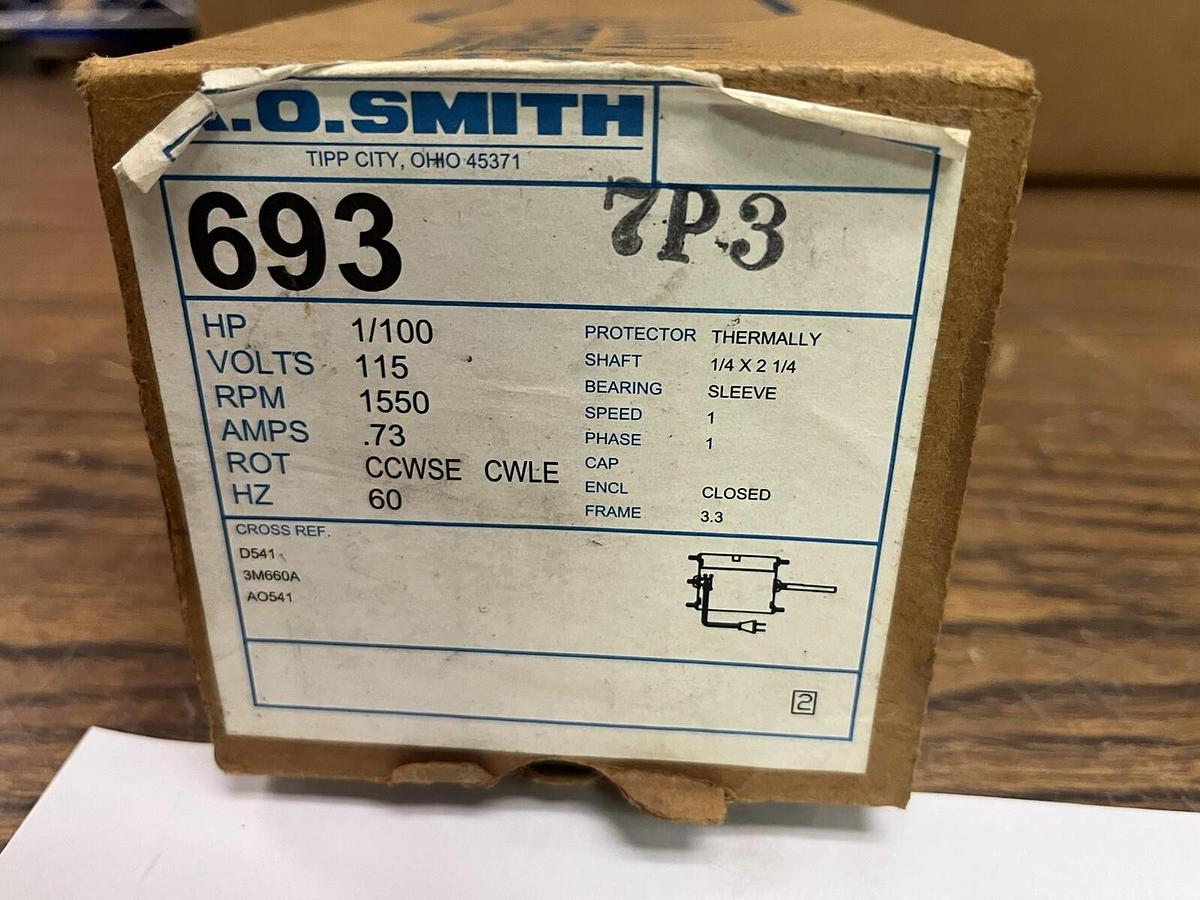 A.O.SMITH
TIPP CITY, OHIO 45371
693 7P3
HP 1/100
VOLTS 115
RPM 1550
AMPS .73
ROT CCWSE CWLE
HZ 60
PROTECTOR THERMALLY
SHAFT 1/4 X 2 1/4
BEARING SLEEVE
SPEED 1
PHASE 1
CAP
ENCL CLOSED
FRAME 3.3
CROSS REF.
D541
3M660A
AO541
2